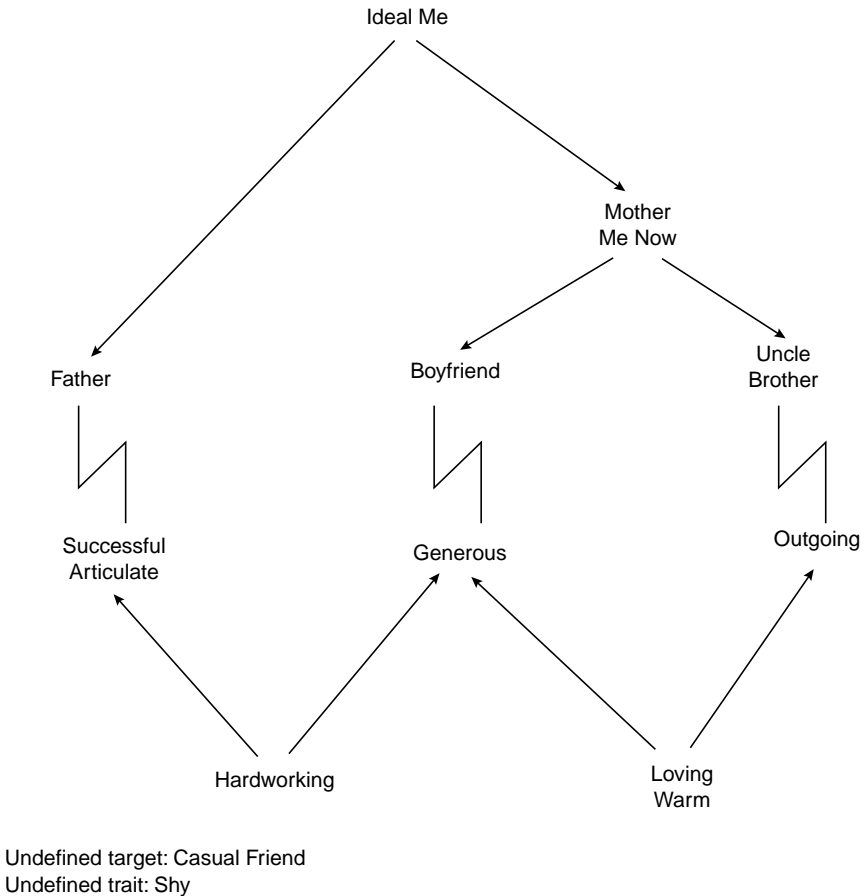 Ideal Me
Mother
Me Now
Father
Boyfriend
Uncle
Brother
Successful
Articulate
Generous
Outgoing
Hardworking
Loving
Warm
Undefined target: Casual Friend
Undefined trait: Shy